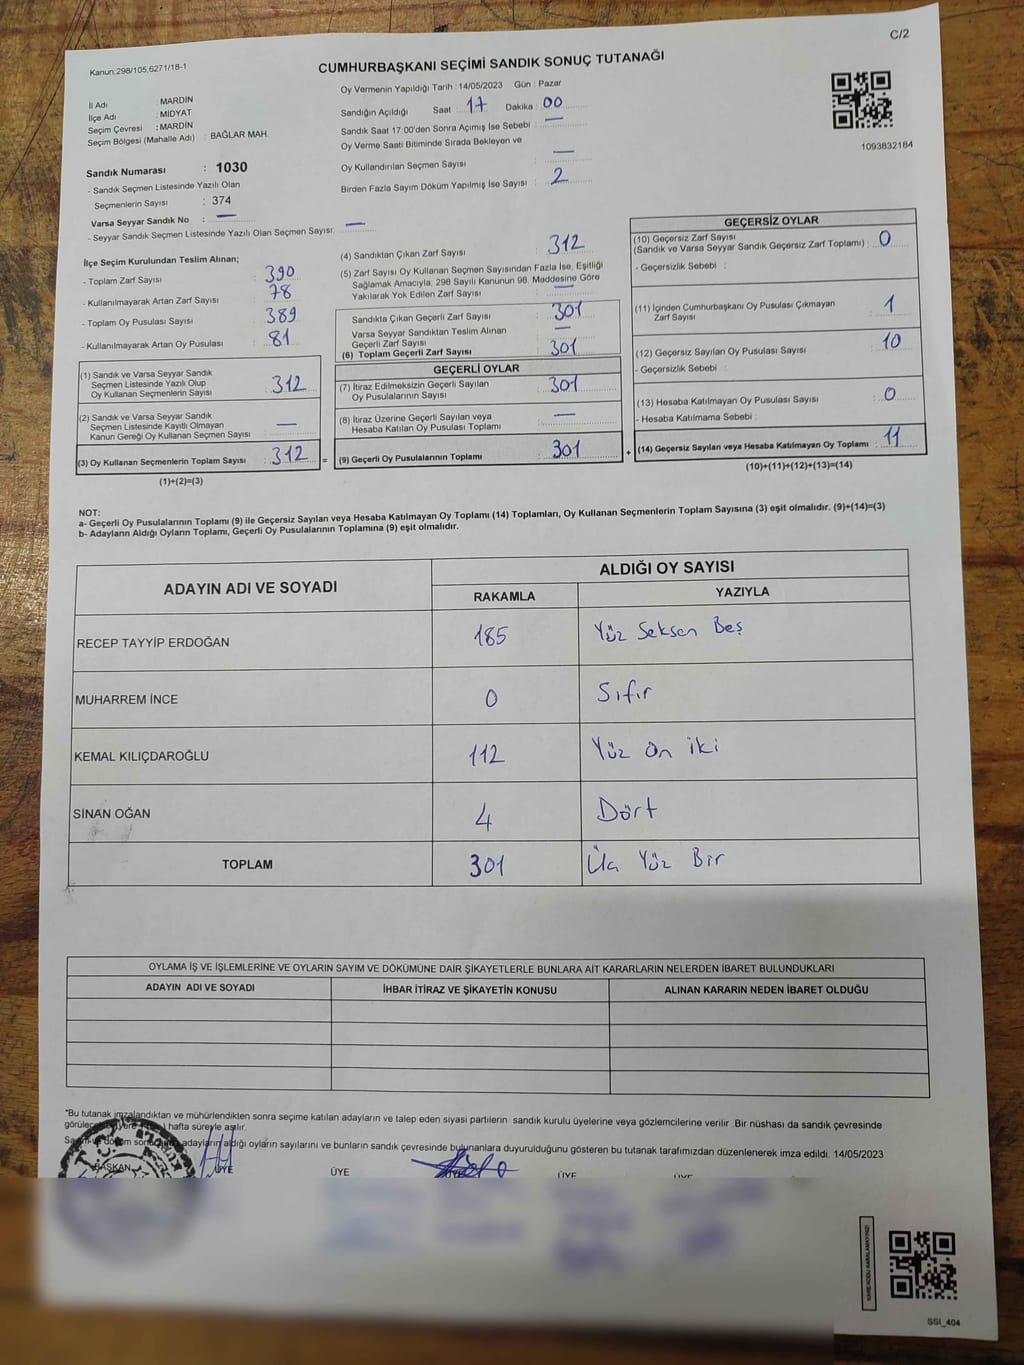 C/2
Kanun:298/105,6271/18-1
CUMHURBAŞKANI SEÇİMİ SANDIK SONUÇ TUTANAĞI
İl Adı : MARDİN
İlçe Adı : MİDYAT
Seçim Çevresi : MARDİN
Seçim Bölgesi (Mahalle Adı) : BAĞLAR MAH.
Sandık Numarası : 1030
- Sandık Seçmen Listesinde Yazılı Olan
Seçmenlerin Sayısı : 374
Varsa Seyyar Sandık No : —
- Seyyar Sandık Seçmen Listesinde Yazılı Olan Seçmen Sayısı: —
Oy Vermenin Yapıldığı Tarih : 14/05/2023 Gün : Pazar
Sandığın Açıldığı Saat : 17 Dakika : 00
Sandık Saat 17:00'den Sonra Açımış İse Sebebi : —
Oy Verme Saati Bitiminde Sırada Bekleyen ve
Oy Kullandırılan Seçmen Sayısı : —
Birden Fazla Sayım Döküm Yapılmış İse Sayısı : 2
1093832184
İlçe Seçim Kurulundan Teslim Alınan;
- Toplam Zarf Sayısı : 390
- Kullanılmayarak Artan Zarf Sayısı : 78
- Toplam Oy Pusulası Sayısı : 389
- Kullanılmayarak Artan Oy Pusulası : 81
(1) Sandık ve Varsa Seyyar Sandık
Seçmen Listesinde Yazılı Olup
Oy Kullanan Seçmenlerin Sayısı : 312
(2) Sandık ve Varsa Seyyar Sandık
Seçmen Listesinde Kayıtlı Olmayan
Kanun Gereği Oy Kullanan Seçmen Sayısı : —
(3) Oy Kullanan Seçmenlerin Toplam Sayısı : 312 =
(1)+(2)=(3)
(4) Sandıktan Çıkan Zarf Sayısı : 312
(5) Zarf Sayısı Oy Kullanan Seçmen Sayısından Fazla İse, Eşitliği
Sağlamak Amacıyla, 298 Sayılı Kanunun 98. Maddesine Göre
Yakılarak Yok Edilen Zarf Sayısı : —
Sandıkta Çıkan Geçerli Zarf Sayısı : 301
Varsa Seyyar Sandıktan Teslim Alınan
Geçerli Zarf Sayısı : —
(6) Toplam Geçerli Zarf Sayısı : 301
GEÇERLİ OYLAR
(7) İtiraz Edilmeksizin Geçerli Sayılan
Oy Pusulalarının Sayısı : 301
(8) İtiraz Üzerine Geçerli Sayılan veya
Hesaba Katılan Oy Pusulası Toplamı : —
(9) Geçerli Oy Pusulalarının Toplamı : 301 +
GEÇERSİZ OYLAR
(10) Geçersiz Zarf Sayısı
(Sandık ve Varsa Seyyar Sandık Geçersiz Zarf Toplamı) : 0
- Geçersizlik Sebebi :
(11) İçinden Cumhurbaşkanı Oy Pusulası Çıkmayan
Zarf Sayısı : 1
(12) Geçersiz Sayılan Oy Pusulası Sayısı : 10
- Geçersizlik Sebebi :
(13) Hesaba Katılmayan Oy Pusulası Sayısı : 0
- Hesaba Katılmama Sebebi :
(14) Geçersiz Sayılan veya Hesaba Katılmayan Oy Toplamı : 11
(10)+(11)+(12)+(13)=(14)
NOT:
a- Geçerli Oy Pusulalarının Toplamı (9) ile Geçersiz Sayılan veya Hesaba Katılmayan Oy Toplamı (14) Toplamları, Oy Kullanan Seçmenlerin Toplam Sayısına (3) eşit olmalıdır. (9)+(14)=(3)
b- Adayların Aldığı Oyların Toplamı, Geçerli Oy Pusulalarının Toplamına (9) eşit olmalıdır.
ADAYIN ADI VE SOYADI ALDIĞI OY SAYISI
RAKAMLA YAZIYLA
RECEP TAYYİP ERDOĞAN 185 Yüz Seksen Beş
MUHARREM İNCE 0 Sıfır
KEMAL KILIÇDAROĞLU 112 Yüz On iki
SİNAN OĞAN 4 Dört
TOPLAM 301 Üç Yüz Bir
OYLAMA İŞ VE İŞLEMLERİNE VE OYLARIN SAYIM VE DÖKÜMÜNE DAİR ŞİKAYETLERLE BUNLARA AİT KARARLARIN NELERDEN İBARET BULUNDUKLARI
ADAYIN ADI VE SOYADI İHBAR İTİRAZ VE ŞİKAYETİN KONUSU ALINAN KARARIN NEDEN İBARET OLDUĞU
*Bu tutanak imzalandıktan ve mühürlendikten sonra seçime katılan adayların ve talep eden siyasi partilerin sandık kurulu üyelerine veya gözlemcilerine verilir .Bir nüshası da sandık çevresinde
hafta süreyle asılır.
adayların aldığı oyların sayılarını ve bunların sandık çevresinde bulunanlara duyurulduğunu gösteren bu tutanak tarafımızdan düzenlenerek imza edildi. 14/05/2023
BAŞKAN ÜYE ÜYE ÜYE ÜYE ÜYE
SSI_404